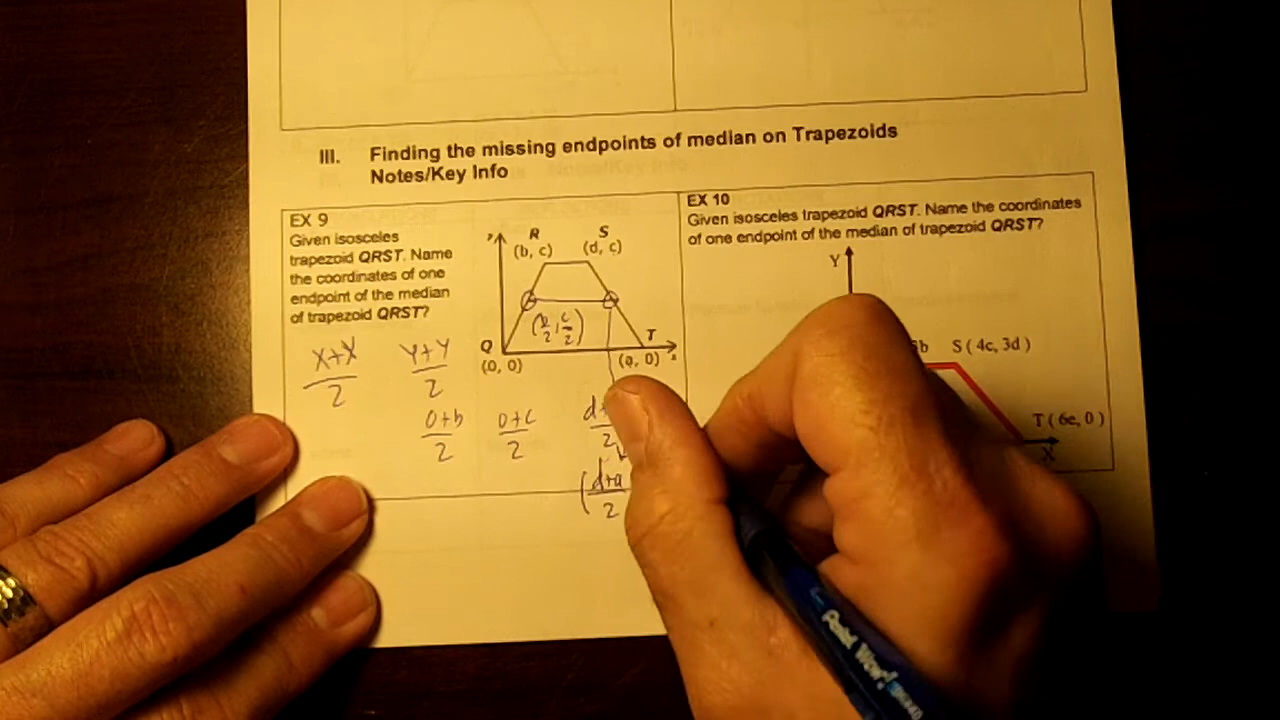 III. Finding the missing endpoints of median on Trapezoids
Notes/Key Info
EX 9
Given isosceles
trapezoid QRST. Name
the coordinates of one
endpoint of the median
of trapezoid QRST?
R S
(b, c) (d, c)
(b/2, c/2)
Q T
(0, 0) (a, 0)
x
X+X/2 Y+Y/2
0+b/2 0+c/2
(d+a/2
EX 10
Given isosceles trapezoid QRST. Name the coordinates
of one endpoint of the median of trapezoid QRST?
Y
S ( 4c, 3d )
T ( 6e, 0 )
X